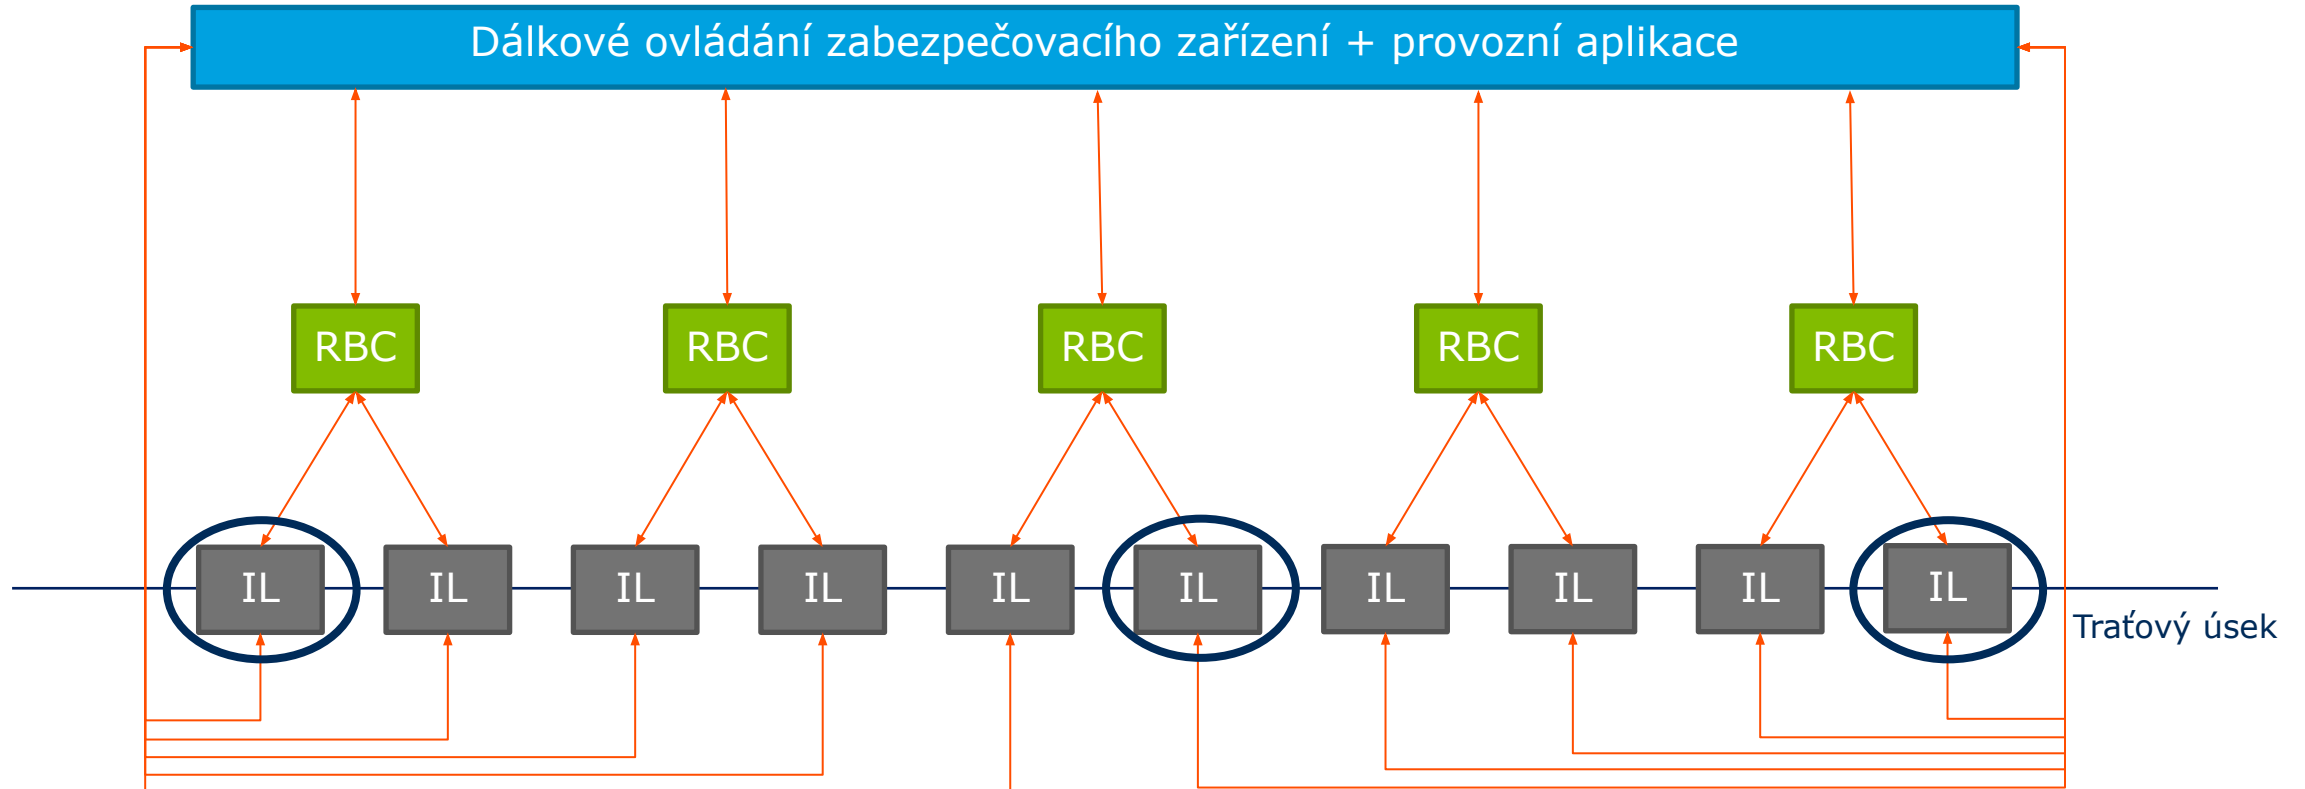 Dálkové ovládání zabezpečovacího zařízení + provozní aplikace
RBC RBC RBC RBC RBC
IL IL IL IL IL IL IL IL IL IL
Traťový úsek